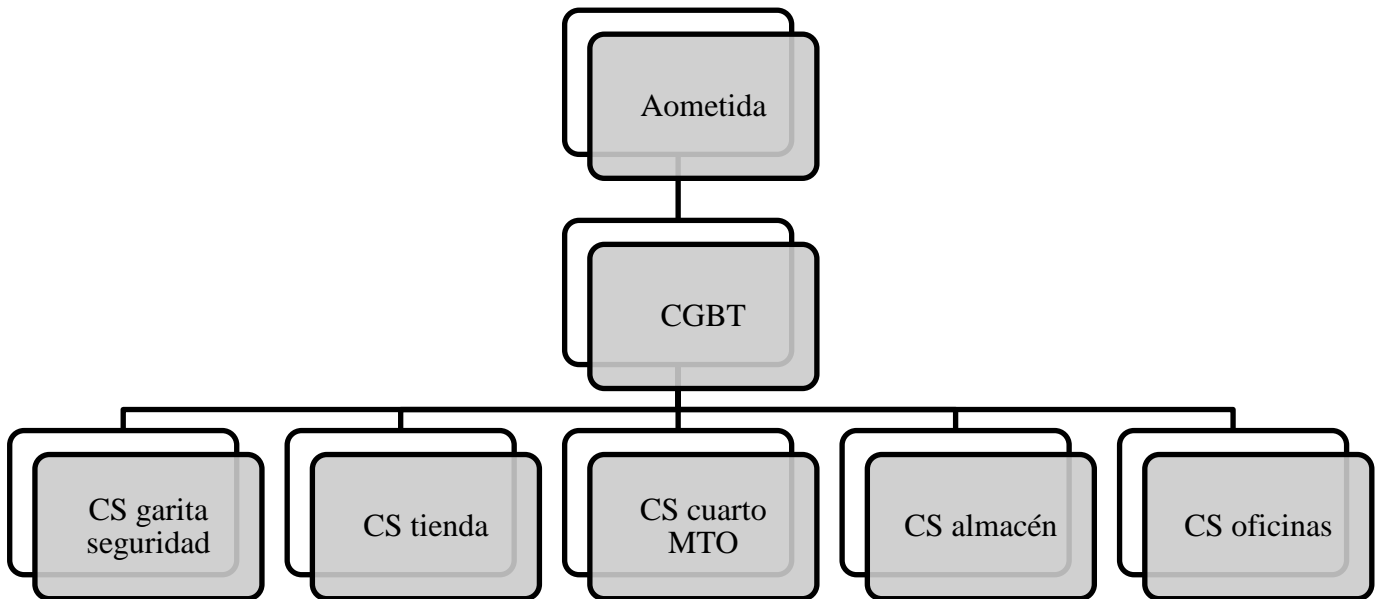 Aometida
CGBT
CS garita
seguridad
CS tienda
CS cuarto
MTO
CS almacén
CS oficinas